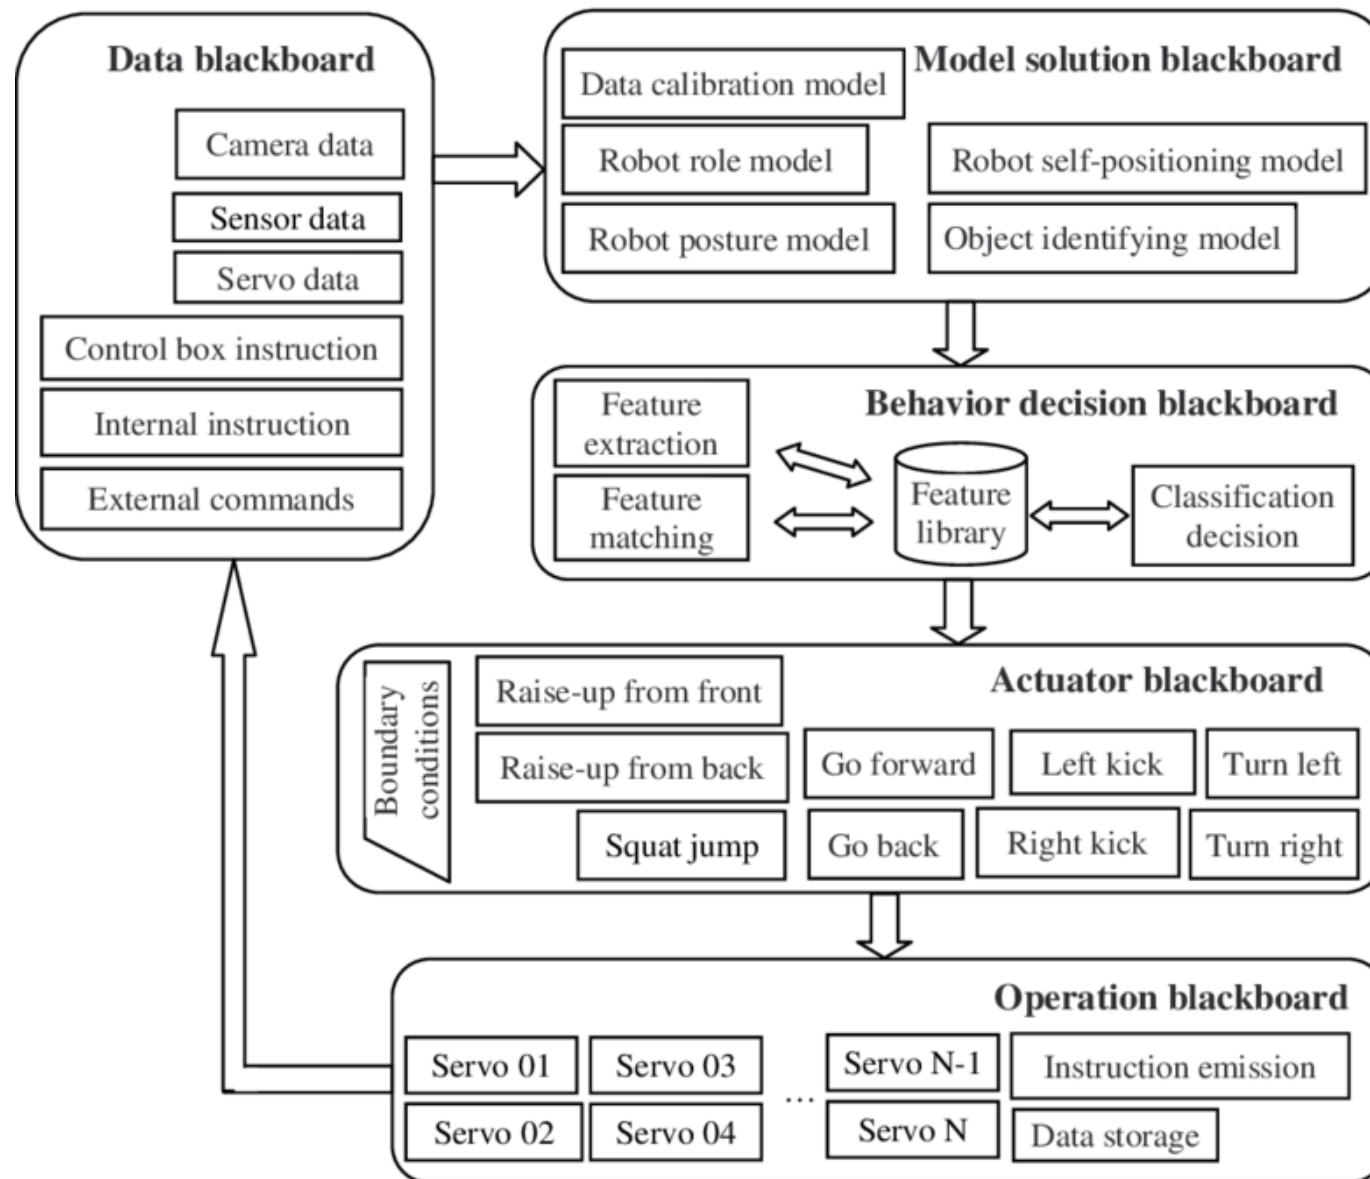 Data blackboard
Camera data
Sensor data
Servo data
Control box instruction
Internal instruction
External commands
Model solution blackboard
Data calibration model
Robot role model
Robot self-positioning model
Robot posture model
Object identifying model
Behavior decision blackboard
Feature
extraction
Feature
matching
Feature
library
Classification
decision
Actuator blackboard
Boundary
conditions
Raise-up from front
Raise-up from back
Go forward
Left kick
Turn left
Squat jump
Go back
Right kick
Turn right
Operation blackboard
Servo 01
Servo 03
...
Servo N-1
Instruction emission
Servo 02
Servo 04
Servo N
Data storage